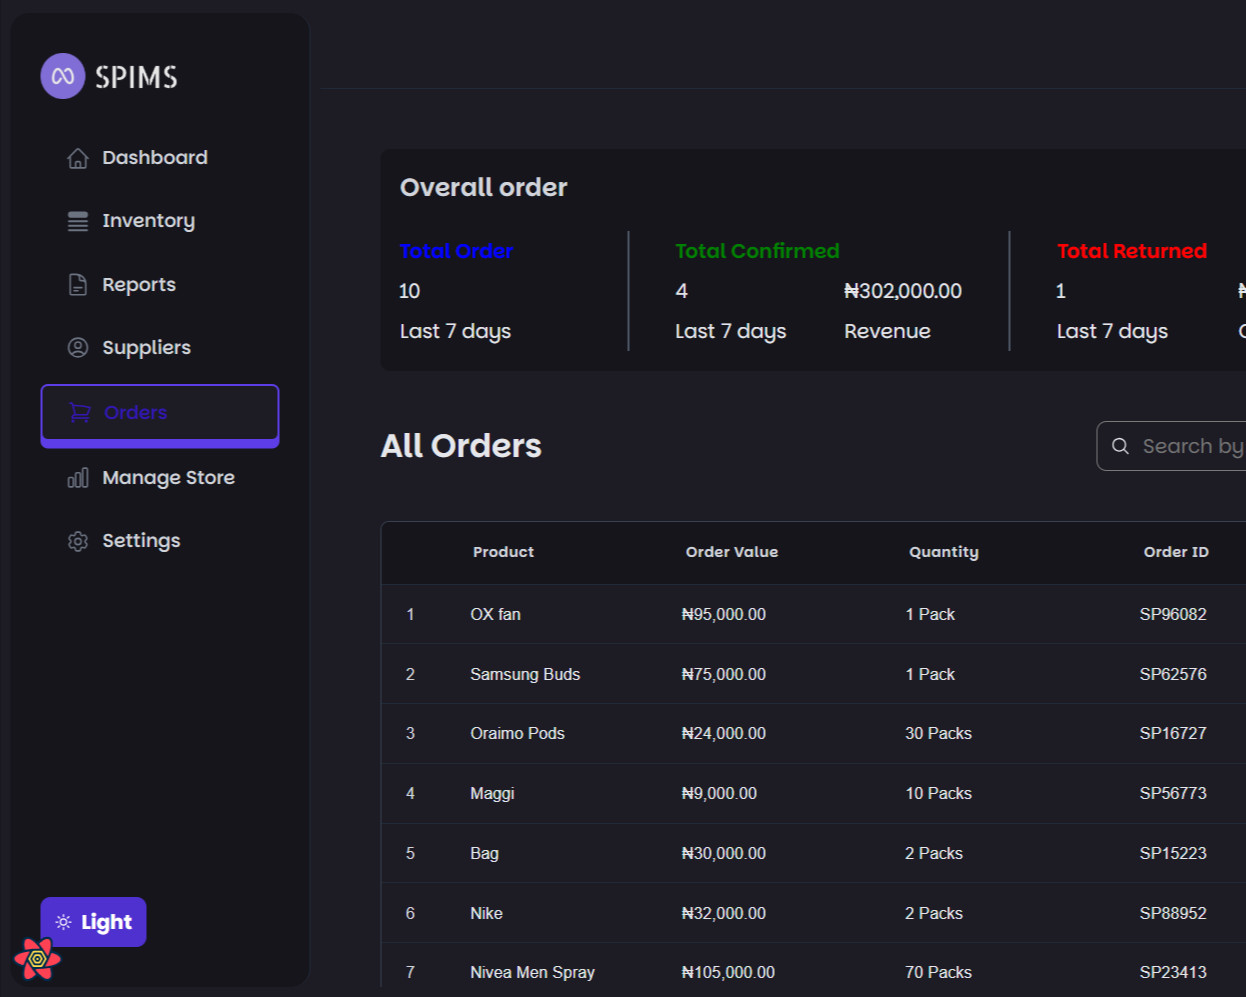 SPIMS
Dashboard
Inventory
Reports
Suppliers
Orders
Manage Store
Settings
Light
Overall order
Total Order
10
Last 7 days
Total Confirmed
4 ₦302,000.00
Last 7 days Revenue
Total Returned
1
Last 7 days
All Orders
Search by
Product Order Value Quantity Order ID
1 OX fan ₦95,000.00 1 Pack SP96082
2 Samsung Buds ₦75,000.00 1 Pack SP62576
3 Oraimo Pods ₦24,000.00 30 Packs SP16727
4 Maggi ₦9,000.00 10 Packs SP56773
5 Bag ₦30,000.00 2 Packs SP15223
6 Nike ₦32,000.00 2 Packs SP88952
7 Nivea Men Spray ₦105,000.00 70 Packs SP23413